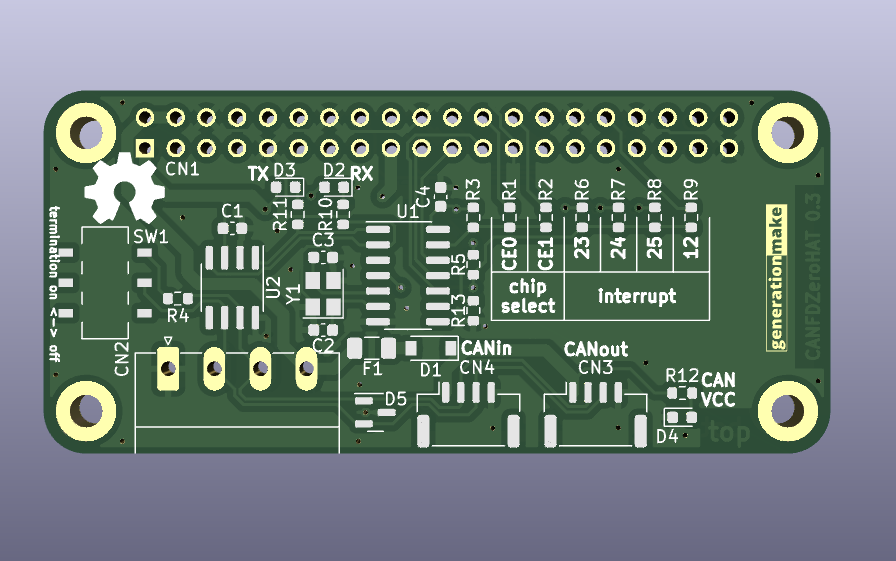 CN1
TX D3 D2 RX
C4
R3
R1
R2
R6
R7
R8
R9
R11
R10
C1
U1
SW1
C3
CE0
CE1
23
24
25
12
R5
termination on <-> off
U2
Y1
chip
select
interrupt
R13
R4
C2
CN2
F1
D1
CANin
CN4
CANout
CN3
D5
R12
CAN
VCC
D4
top
generationmake
CANFDZeroHAT 0.3